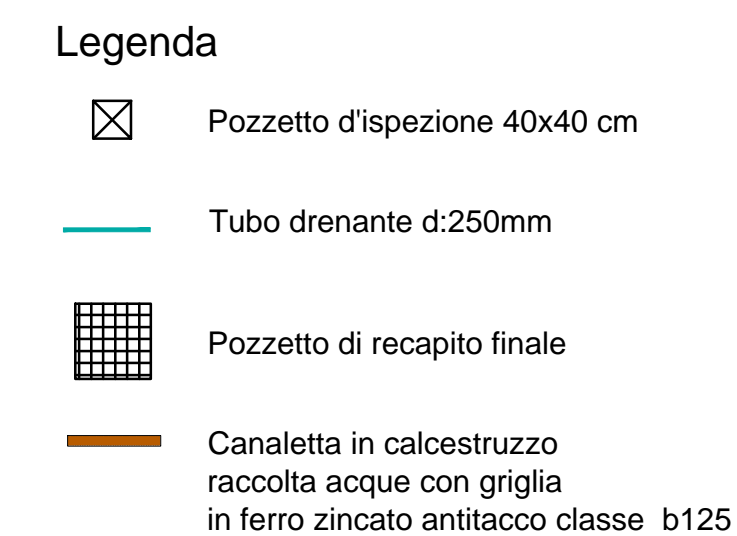 Legenda
Pozzetto d'ispezione 40x40 cm
Tubo drenante d:250mm
Pozzetto di recapito finale
Canaletta in calcestruzzo
raccolta acque con griglia
in ferro zincato antitacco classe  b125